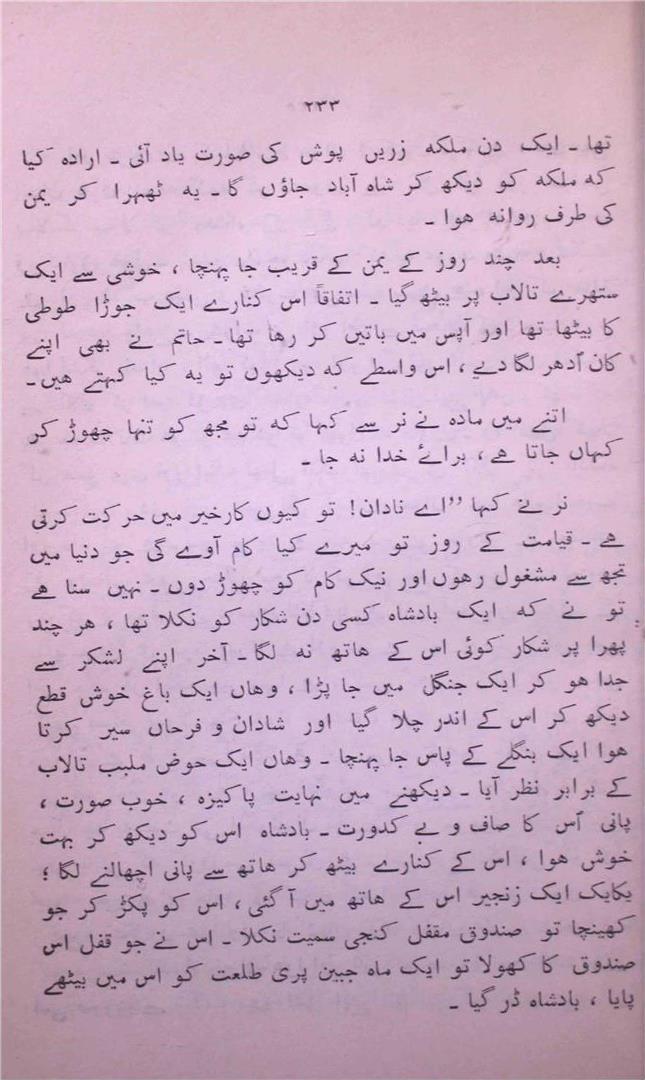 ۲۳۳
تھا ۔ ایک دن ملکہ زریں پوش کی صورت یاد آئی ۔ ارادہ کیا
کہ ملکہ کو دیکھ کر شاہ آباد جاؤں گا ۔ یہ ٹھہرا کر یمن
کی طرف روانہ ہوا ۔
بعد چند روز کے یمن کے قریب جا پہنچا ، خوشی سے ایک
ستھرے تالاب پر بیٹھ گیا ۔ اتفاقاً اس کنارے ایک جوڑا طوطی
کا بیٹھا تھا اور آپس میں باتیں کر رہا تھا ۔ حاتم نے بھی اپنے
کان اُدھر لگا دیے ، اس واسطے کہ دیکھوں تو یہ کیا کہتے ہیں ۔
اتنے میں مادہ نے نر سے کہا کہ تو مجھ کو تنہا چھوڑ کر
کہاں جاتا ہے ، براے خدا نہ جا ۔
نر نے کہا ”اے نادان! تو کیوں کارخیر میں حرکت کرتی
ہے ۔ قیامت کے روز تو میرے کیا کام آوے گی جو دنیا میں
تجھ سے مشغول رہوں اور نیک کام کو چھوڑ دوں ۔ نہیں سنا ہے
تو نے کہ ایک بادشاہ کسی دن شکار کو نکلا تھا ، ہر چند
پھرا پر شکار کوئی اس کے ہاتھ نہ لگا ۔ آخر اپنے لشکر سے
جدا ہو کر ایک جنگل میں جا پڑا ، وہاں ایک باغ خوش قطع
دیکھ کر اس کے اندر چلا گیا اور شاداں و فرحاں سیر کرتا
ہوا ایک بنگلے کے پاس جا پہنچا ۔ وہاں ایک حوض ملبب تالاب
کے برابر نظر آیا ۔ دیکھنے میں نہایت پاکیزہ ، خوب صورت ،
پانی اُس کا صاف و بے کدورت ۔ بادشاہ اس کو دیکھ کر بہت
خوش ہوا ، اس کے کنارے بیٹھ کر ہاتھ سے پانی اچھالنے لگا ؛
یکایک ایک زنجیر اس کے ہاتھ میں آ گئی ، اس کو پکڑ کر جو
کھینچا تو صندوق مقفل کنجی سمیت نکلا ۔ اس نے جو قفل اس
صندوق کا کھولا تو ایک ماہ جبین پری طلعت کو اس میں بیٹھے
پایا ، بادشاہ ڈر گیا ۔